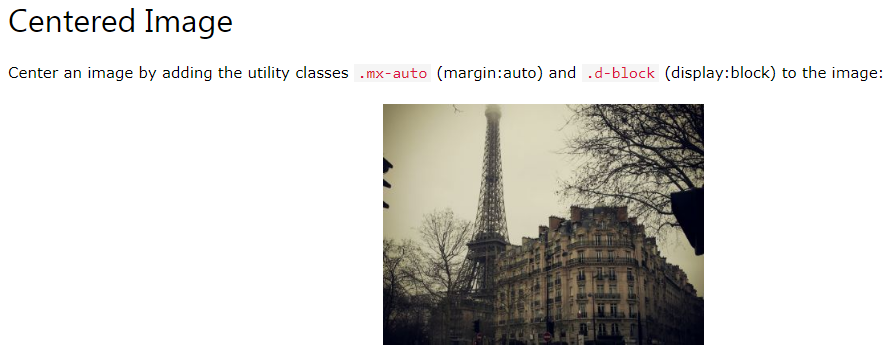 Centered Image
Center an image by adding the utility classes .mx-auto (margin:auto) and .d-block (display:block) to the image: